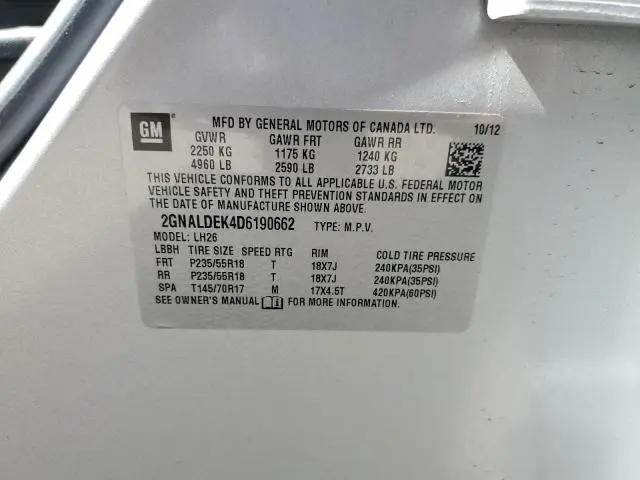 GM
MFD BY GENERAL MOTORS OF CANADA LTD. 10/12
GVWR GAWR FRT GAWR RR
2250 KG 1175 KG 1240 KG
4960 LB 2590 LB 2733 LB
THIS VEHICLE CONFORMS TO ALL APPLICABLE U.S. FEDERAL MOTOR
VEHICLE SAFETY AND THEFT PREVENTION STANDARDS IN EFFECT ON
THE DATE OF MANUFACTURE SHOWN ABOVE.
2GNALDEK4D6190662 TYPE: M.P.V.
MODEL: LH26
LBBH TIRE SIZE SPEED RTG RIM COLD TIRE PRESSURE
FRT P235/55R18 T 18X7J 240KPA(35PSI)
RR P235/55R18 T 18X7J 240KPA(35PSI)
SPA T145/70R17 M 17X4.5T 420KPA(60PSI)
SEE OWNER'S MANUAL FOR MORE INFORMATION.